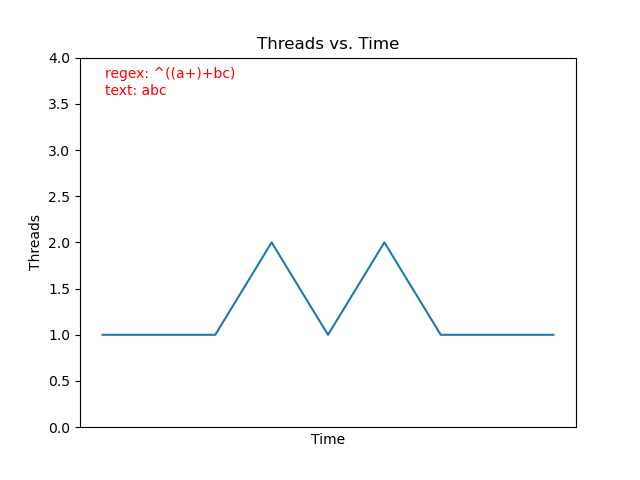 Threads vs. Time
regex: ^((a+)+bc)
text: abc
4.0
3.5
3.0
2.5
2.0
1.5
1.0
0.5
0.0
Threads
Time